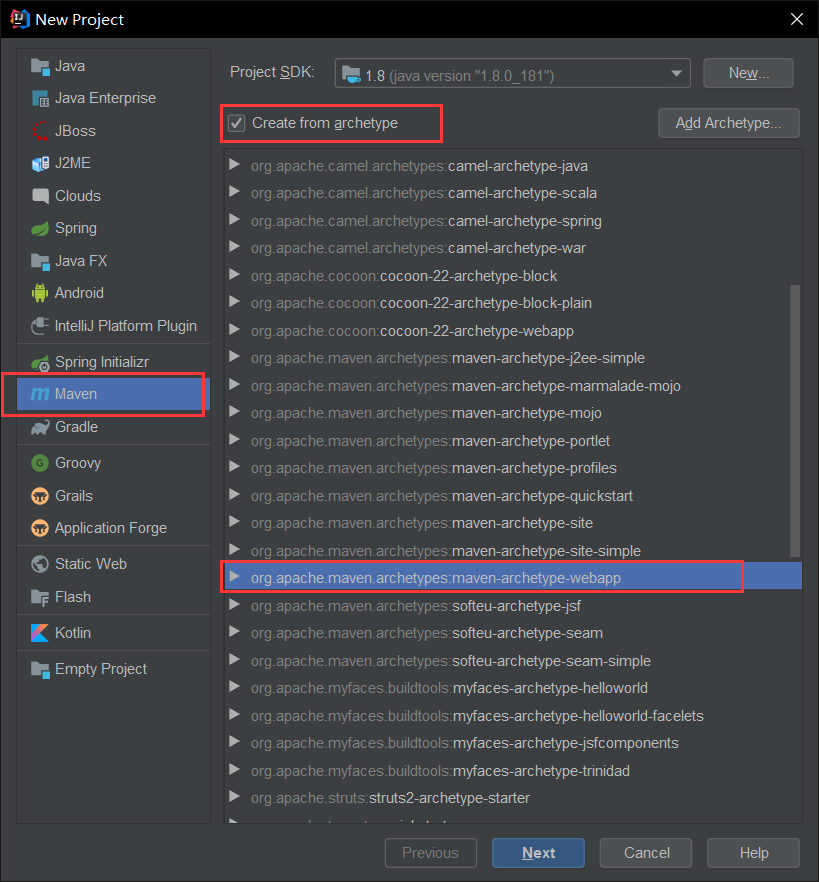 New Project
Java
Java Enterprise
JBoss
J2ME
Clouds
Spring
Java FX
Android
IntelliJ Platform Plugin
Spring Initializr
Maven
Gradle
Groovy
Grails
Application Forge
Static Web
Flash
Kotlin
Empty Project
Project SDK: 1.8 (java version "1.8.0_181") New...
Create from archetype Add Archetype...
org.apache.camel.archetypes:camel-archetype-java
org.apache.camel.archetypes:camel-archetype-scala
org.apache.camel.archetypes:camel-archetype-spring
org.apache.camel.archetypes:camel-archetype-war
org.apache.cocoon:cocoon-22-archetype-block
org.apache.cocoon:cocoon-22-archetype-block-plain
org.apache.cocoon:cocoon-22-archetype-webapp
org.apache.maven.archetypes:maven-archetype-j2ee-simple
org.apache.maven.archetypes:maven-archetype-marmalade-mojo
org.apache.maven.archetypes:maven-archetype-mojo
org.apache.maven.archetypes:maven-archetype-portlet
org.apache.maven.archetypes:maven-archetype-profiles
org.apache.maven.archetypes:maven-archetype-quickstart
org.apache.maven.archetypes:maven-archetype-site
org.apache.maven.archetypes:maven-archetype-site-simple
org.apache.maven.archetypes:maven-archetype-webapp
org.apache.maven.archetypes:softeu-archetype-jsf
org.apache.maven.archetypes:softeu-archetype-seam
org.apache.maven.archetypes:softeu-archetype-seam-simple
org.apache.myfaces.buildtools:myfaces-archetype-helloworld
org.apache.myfaces.buildtools:myfaces-archetype-helloworld-facelets
org.apache.myfaces.buildtools:myfaces-archetype-jsfcomponents
org.apache.myfaces.buildtools:myfaces-archetype-trinidad
org.apache.struts:struts2-archetype-starter
Previous Next Cancel Help